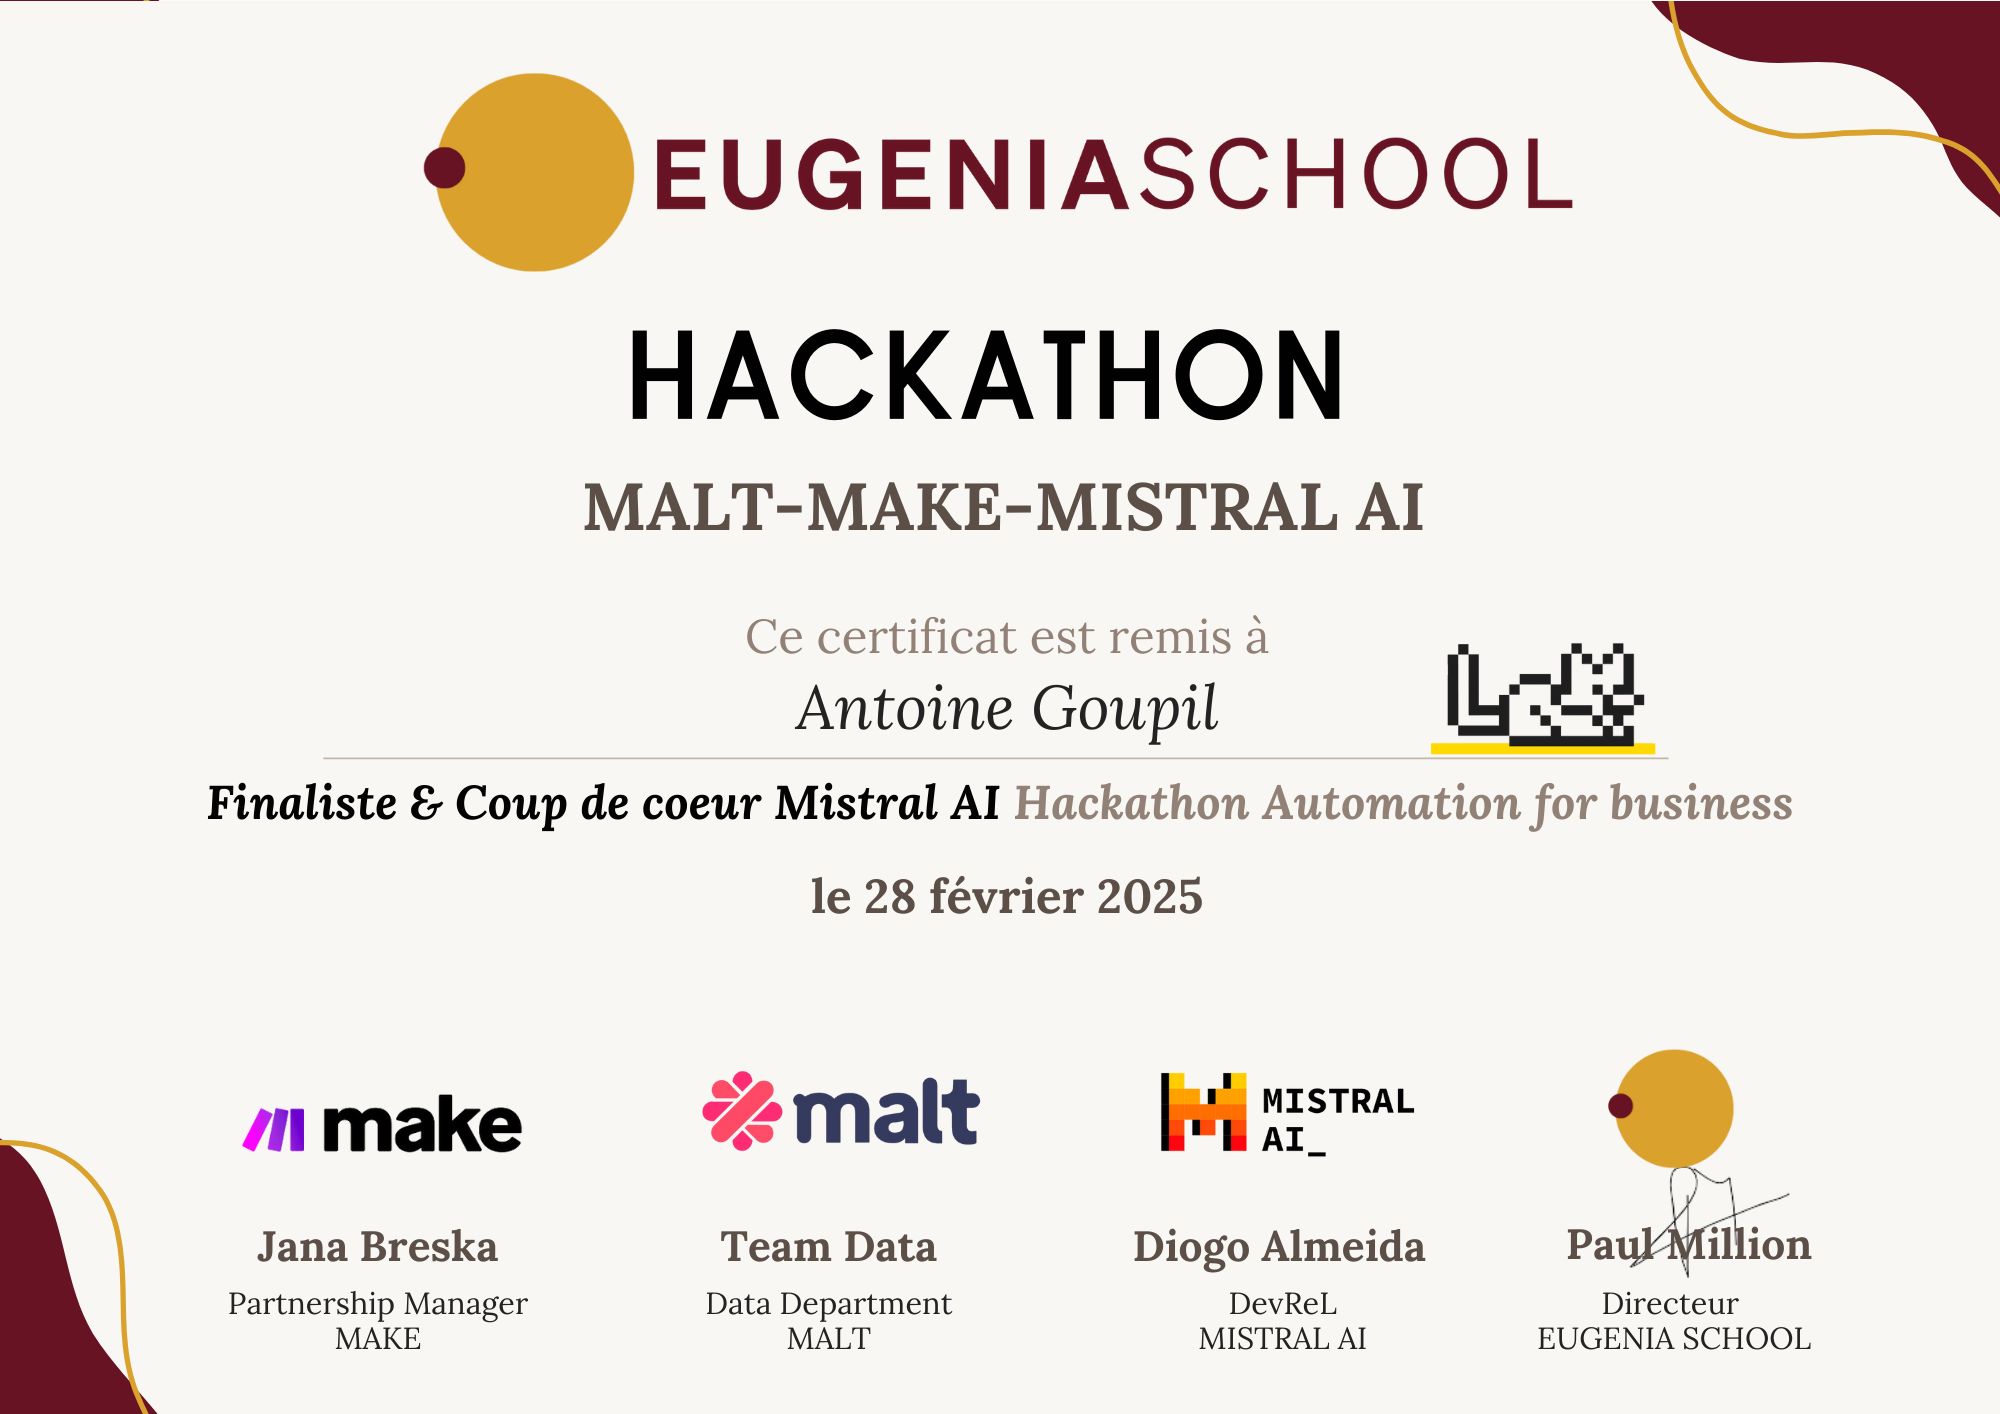 EUGENIASCHOOL
HACKATHON
MALT-MAKE-MISTRAL AI
Ce certificat est remis à
Antoine Goupil
Finaliste & Coup de coeur Mistral AI Hackathon Automation for business
le 28 février 2025
make
malt
MISTRAL
AI_
Jana Breska
Partnership Manager
MAKE
Team Data
Data Department
MALT
Diogo Almeida
DevReL
MISTRAL AI
Paul Million
Directeur
EUGENIA SCHOOL